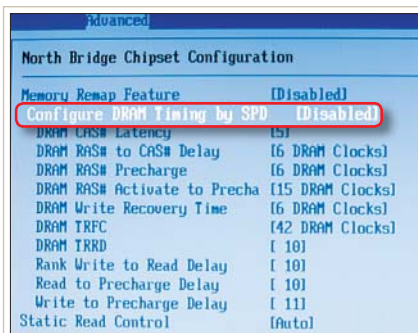 Advanced
North Bridge Chipset Configuration
Memory Remap Feature [Disabled]
Configure DRAM Timing by SPD [Disabled]
DRAM CAS# Latency [5]
DRAM RAS# to CAS# Delay [6 DRAM Clocks]
DRAM RAS# Precharge [6 DRAM Clocks]
DRAM RAS# Activate to Precha [15 DRAM Clocks]
DRAM Write Recovery Time [6 DRAM Clocks]
DRAM TRFC [42 DRAM Clocks]
DRAM TRRD [ 10]
Rank Write to Read Delay [ 10]
Read to Precharge Delay [ 10]
Write to Precharge Delay [ 11]
Static Read Control [Auto]